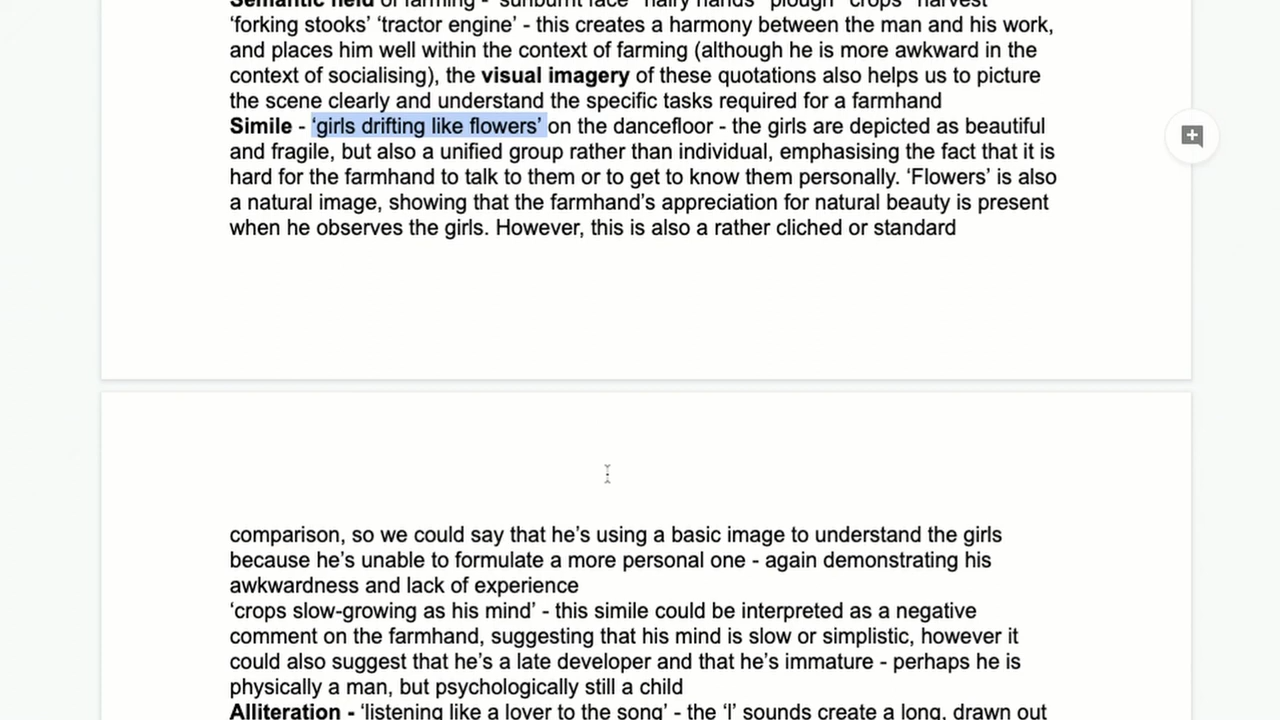 Semantic field of farming - ‘sunburnt face’ ‘hairy hands’ ‘plough’ ‘crops’ ‘harvest’
‘forking stooks’ ‘tractor engine’ - this creates a harmony between the man and his work,
and places him well within the context of farming (although he is more awkward in the
context of socialising), the visual imagery of these quotations also helps us to picture
the scene clearly and understand the specific tasks required for a farmhand
Simile - ‘girls drifting like flowers’ on the dancefloor - the girls are depicted as beautiful
and fragile, but also a unified group rather than individual, emphasising the fact that it is
hard for the farmhand to talk to them or to get to know them personally. ‘Flowers’ is also
a natural image, showing that the farmhand’s appreciation for natural beauty is present
when he observes the girls. However, this is also a rather cliched or standard
comparison, so we could say that he’s using a basic image to understand the girls
because he’s unable to formulate a more personal one - again demonstrating his
awkwardness and lack of experience
‘crops slow-growing as his mind’ - this simile could be interpreted as a negative
comment on the farmhand, suggesting that his mind is slow or simplistic, however it
could also suggest that he’s a late developer and that he’s immature - perhaps he is
physically a man, but psychologically still a child
Alliteration - ‘listening like a lover to the song’ - the ‘l’ sounds create a long, drawn out